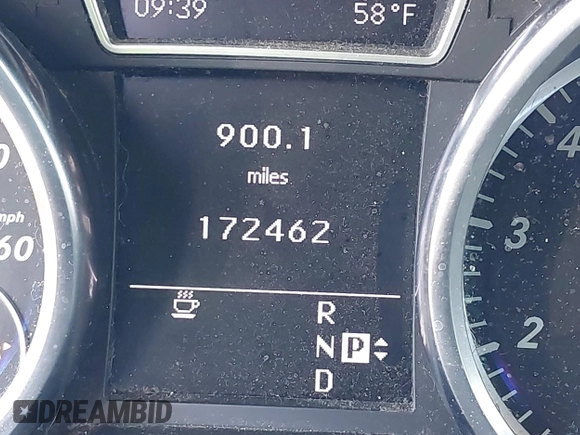 09:39 58°F
900.1
miles
172462
R
N P
D
mph
60
4
3
2
DREAMBID